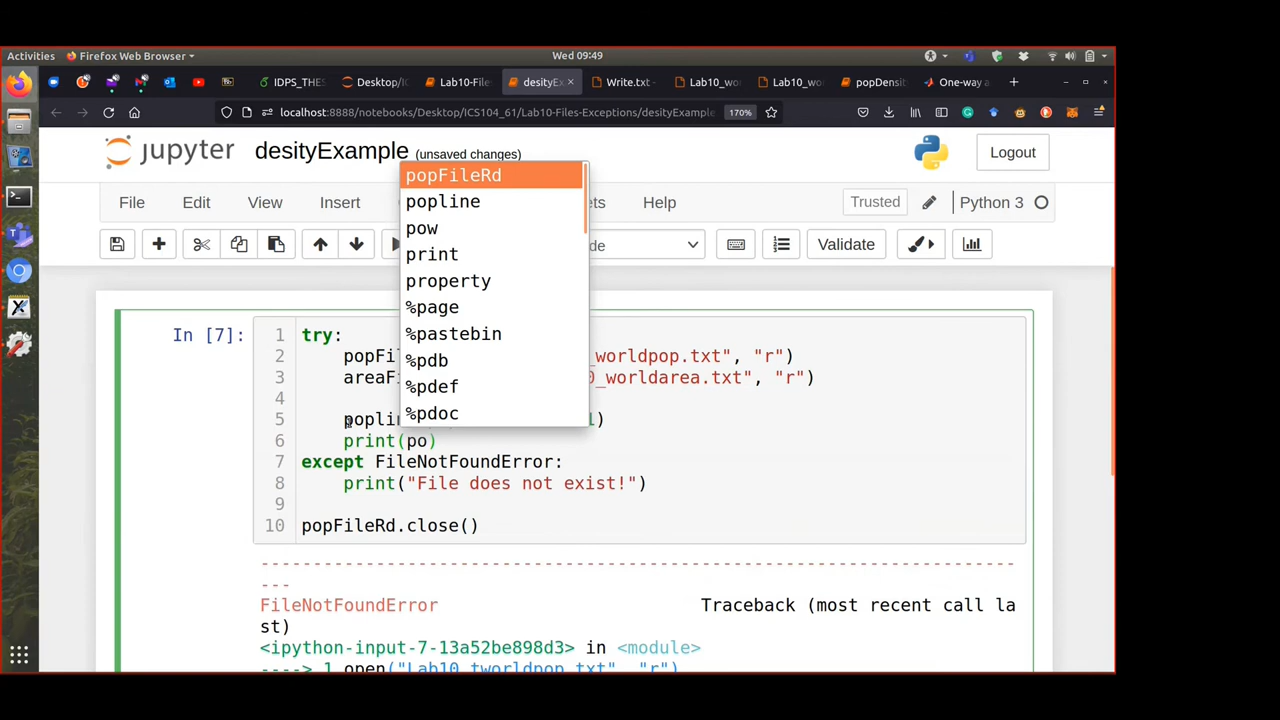 Activities Firefox Web Browser Wed 09:49
IDPS_THES Desktop/IC Lab10-File desityEx Write.txt - Lab10_wo Lab10_wo popDensit One-way a
localhost:8888/notebooks/Desktop/ICS104_61/Lab10-Files-Exceptions/desityExample 170%
jupyter desityExample (unsaved changes) Logout
File Edit View Insert ets Help Trusted Python 3
de Validate
popFileRd
popline
pow
print
property
%page
%pastebin
%pdb
%pdef
%pdoc
In [7]:
1 try:
2 popFi _worldpop.txt", "r")
3 areaFi 0_worldarea.txt", "r")
4
5 poplin )
6 print(po)
7 except FileNotFoundError:
8 print("File does not exist!")
9
10 popFileRd.close()
---------------------------------------------------------------------------
FileNotFoundError Traceback (most recent call la
st)
<ipython-input-7-13a52be898d3> in <module>
----> 1 open("Lab10_tworldpop.txt", "r")